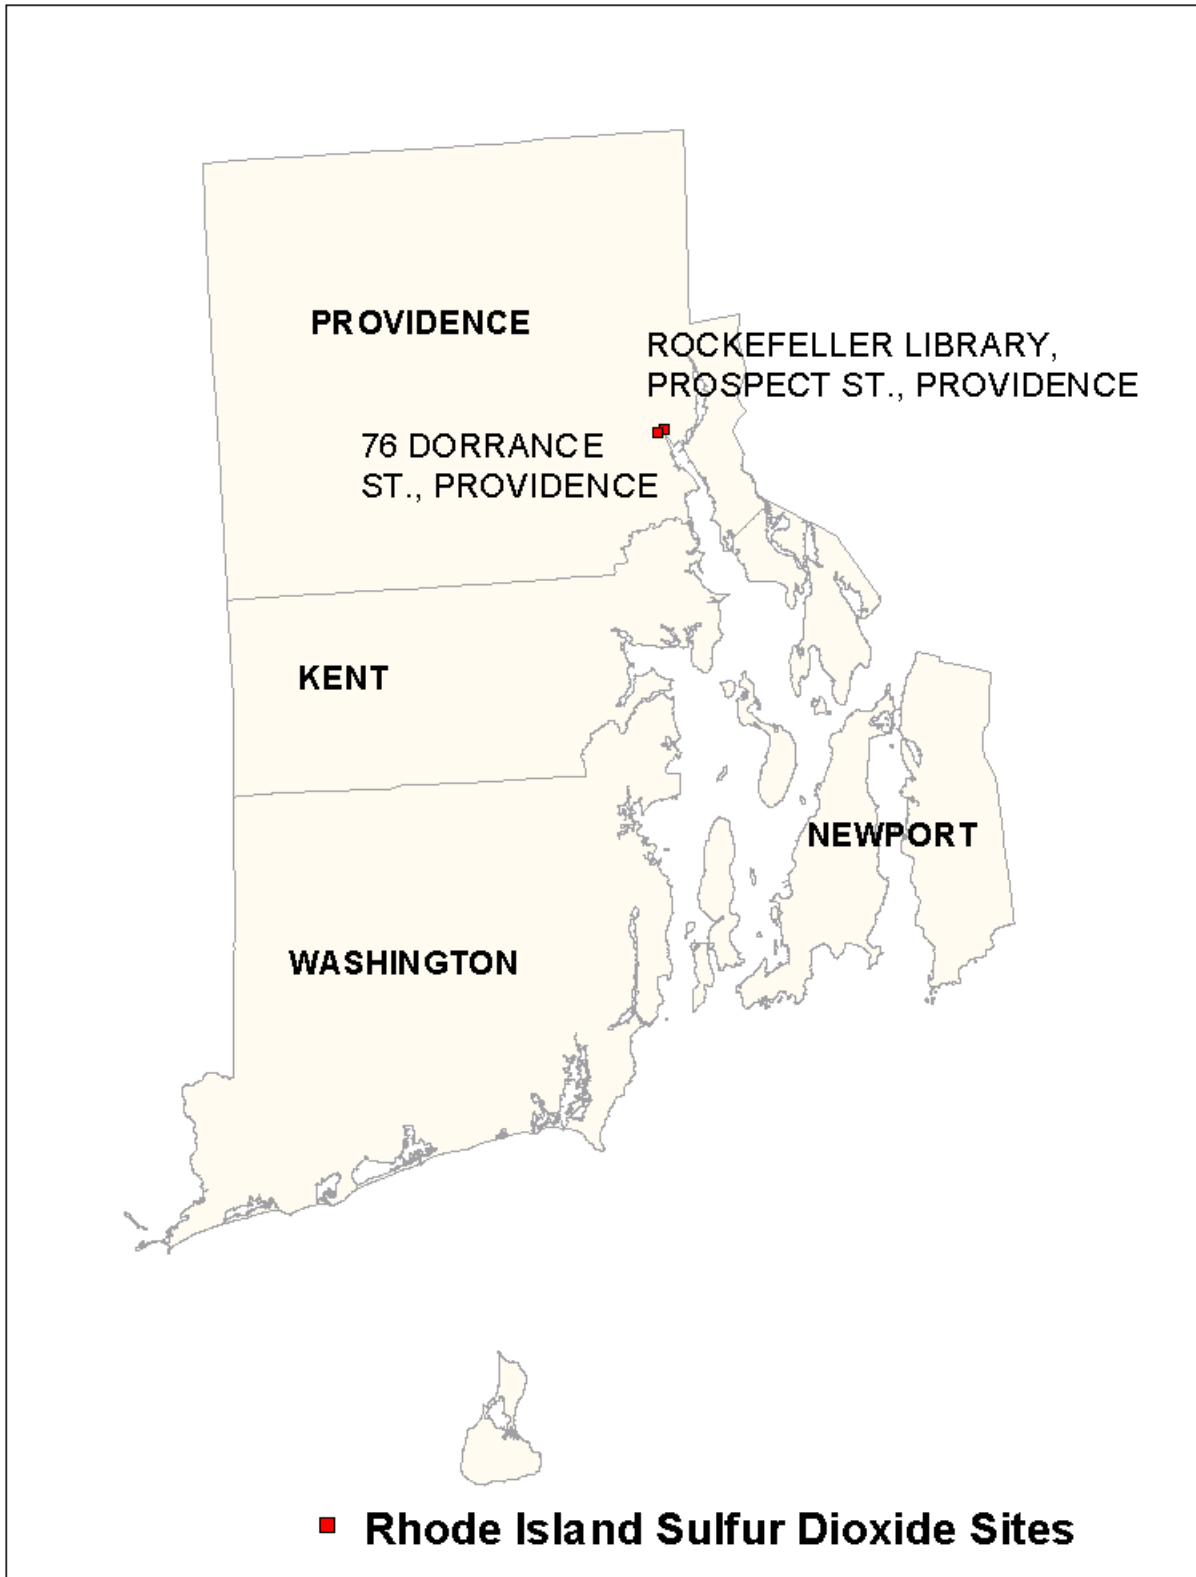 PROVIDENCE
ROCKEFELLER LIBRARY,
PROSPECT ST., PROVIDENCE
76 DORRANCE
ST., PROVIDENCE
KENT
NEWPORT
WASHINGTON
Rhode Island Sulfur Dioxide Sites